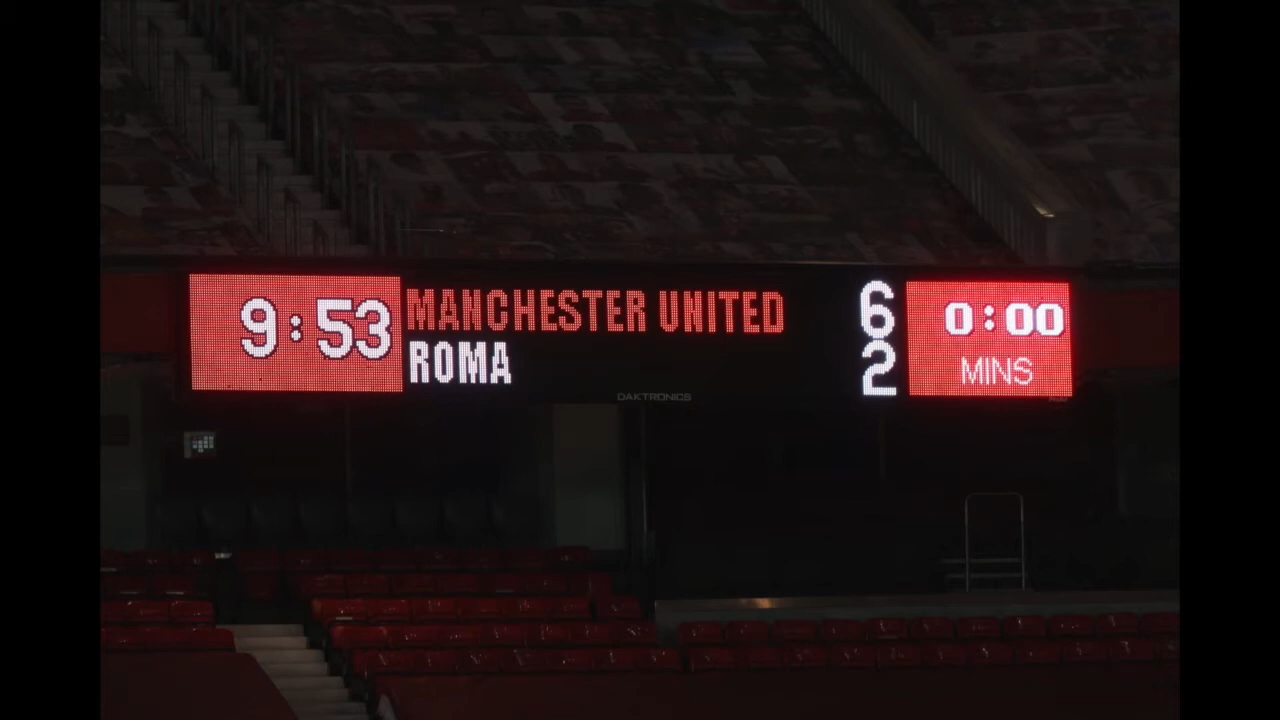 9:53
MANCHESTER UNITED 6
ROMA 2
0:00
MINS
DAKTRONICS